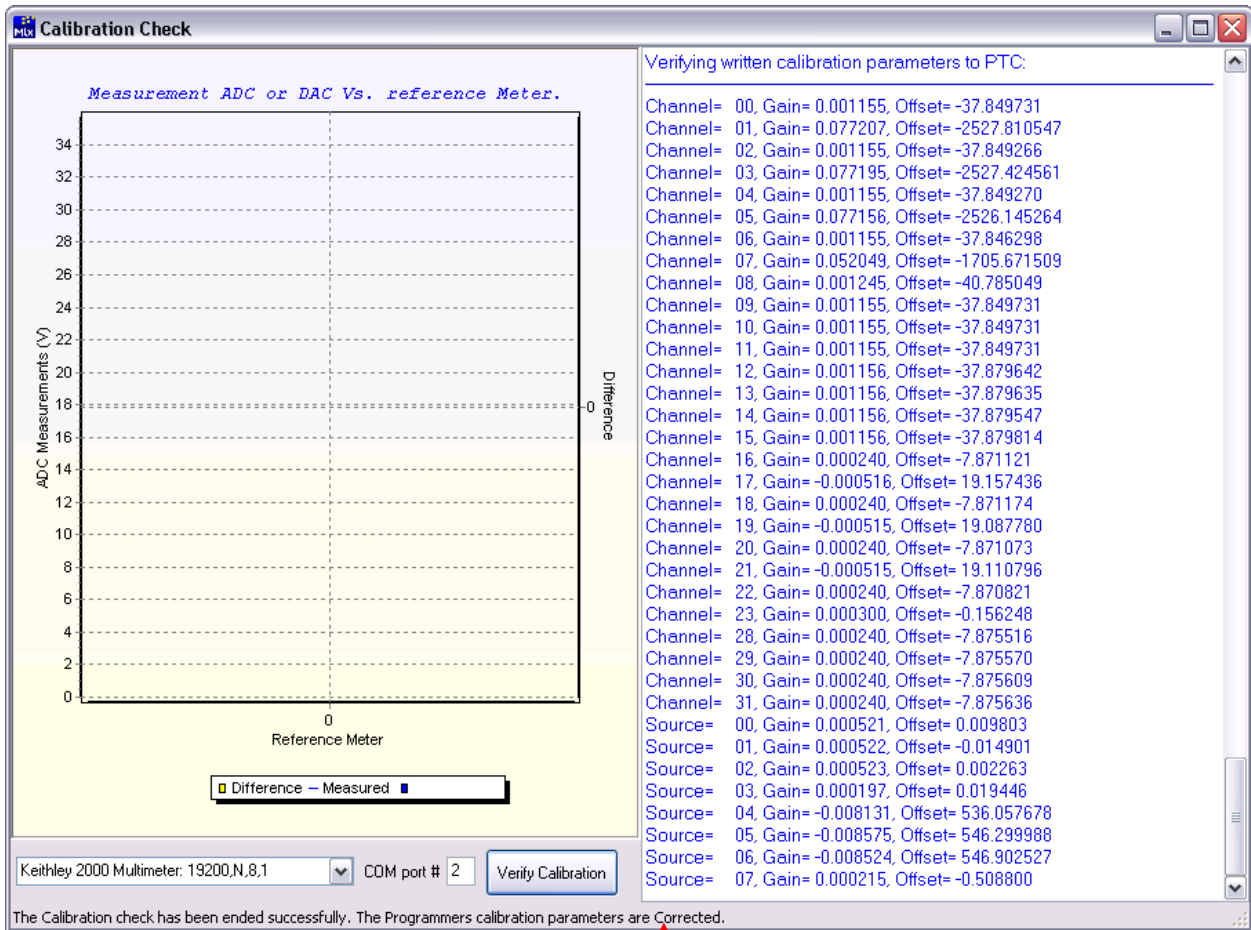 Mlx Calibration Check
Measurement ADC or DAC Vs. reference Meter.
34
32
30
28
26
24
22
20
18
16
14
12
10
8
6
4
2
0
ADC Measurements (V)
0
Difference
0
Reference Meter
Difference Measured
Keithley 2000 Multimeter: 19200,N,8,1 COM port # 2 Verify Calibration
Verifying written calibration parameters to PTC:
Channel= 00, Gain= 0.001155, Offset= -37.849731
Channel= 01, Gain= 0.077207, Offset= -2527.810547
Channel= 02, Gain= 0.001155, Offset= -37.849266
Channel= 03, Gain= 0.077195, Offset= -2527.424561
Channel= 04, Gain= 0.001155, Offset= -37.849270
Channel= 05, Gain= 0.077156, Offset= -2526.145264
Channel= 06, Gain= 0.001155, Offset= -37.846298
Channel= 07, Gain= 0.052049, Offset= -1705.671509
Channel= 08, Gain= 0.001245, Offset= -40.785049
Channel= 09, Gain= 0.001155, Offset= -37.849731
Channel= 10, Gain= 0.001155, Offset= -37.849731
Channel= 11, Gain= 0.001155, Offset= -37.849731
Channel= 12, Gain= 0.001156, Offset= -37.879642
Channel= 13, Gain= 0.001156, Offset= -37.879635
Channel= 14, Gain= 0.001156, Offset= -37.879547
Channel= 15, Gain= 0.001156, Offset= -37.879814
Channel= 16, Gain= 0.000240, Offset= -7.871121
Channel= 17, Gain= -0.000516, Offset= 19.157436
Channel= 18, Gain= 0.000240, Offset= -7.871174
Channel= 19, Gain= -0.000515, Offset= 19.087780
Channel= 20, Gain= 0.000240, Offset= -7.871073
Channel= 21, Gain= -0.000515, Offset= 19.110796
Channel= 22, Gain= 0.000240, Offset= -7.870821
Channel= 23, Gain= 0.000300, Offset= -0.156248
Channel= 28, Gain= 0.000240, Offset= -7.875516
Channel= 29, Gain= 0.000240, Offset= -7.875570
Channel= 30, Gain= 0.000240, Offset= -7.875609
Channel= 31, Gain= 0.000240, Offset= -7.875636
Source= 00, Gain= 0.000521, Offset= 0.009803
Source= 01, Gain= 0.000522, Offset= -0.014901
Source= 02, Gain= 0.000523, Offset= 0.002263
Source= 03, Gain= 0.000197, Offset= 0.019446
Source= 04, Gain= -0.008131, Offset= 536.057678
Source= 05, Gain= -0.008575, Offset= 546.299988
Source= 06, Gain= -0.008524, Offset= 546.902527
Source= 07, Gain= 0.000215, Offset= -0.508800
The Calibration check has been ended successfully. The Programmers calibration parameters are Corrected.